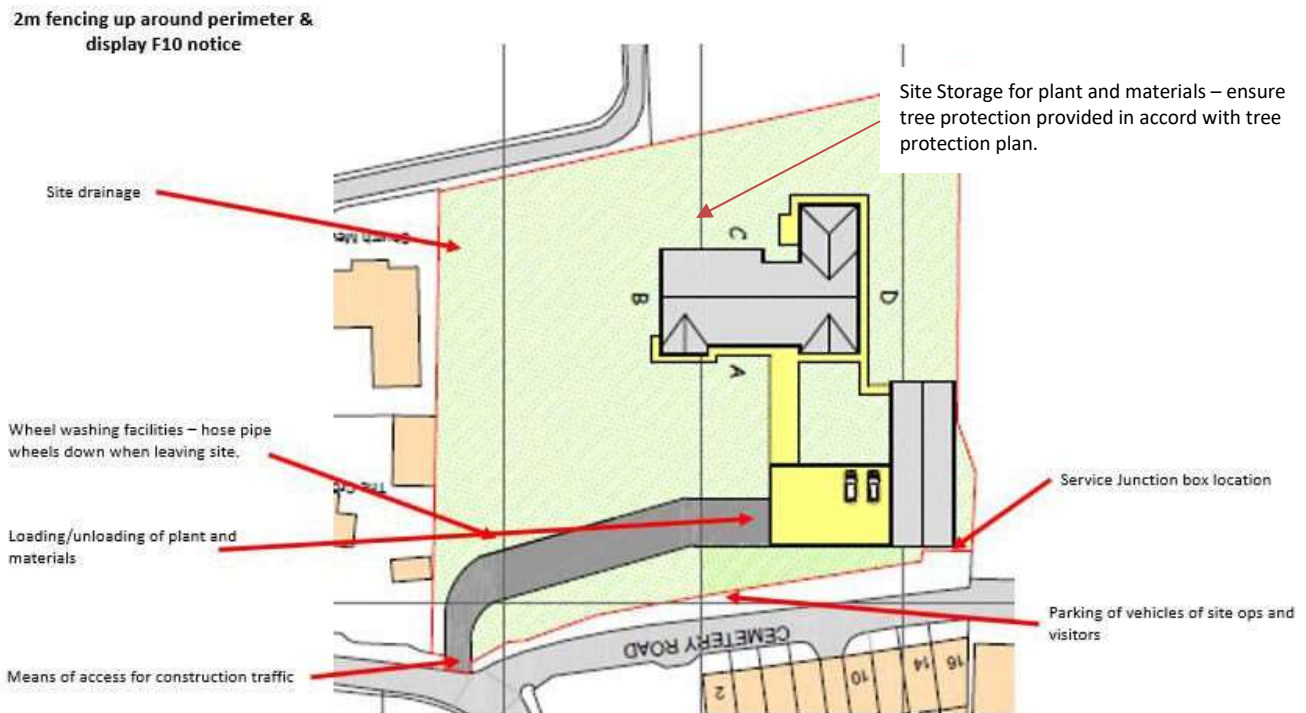 2m fencing up around perimeter &
display F10 notice
Site Storage for plant and materials – ensure
tree protection provided in accord with tree
protection plan.
Site drainage
C
B
D
A
Wheel washing facilities – hose pipe
wheels down when leaving site.
Service Junction box location
Loading/unloading of plant and
materials
Parking of vehicles of site ops and
visitors
CEMETERY ROAD
Means of access for construction traffic
2
10
14
16